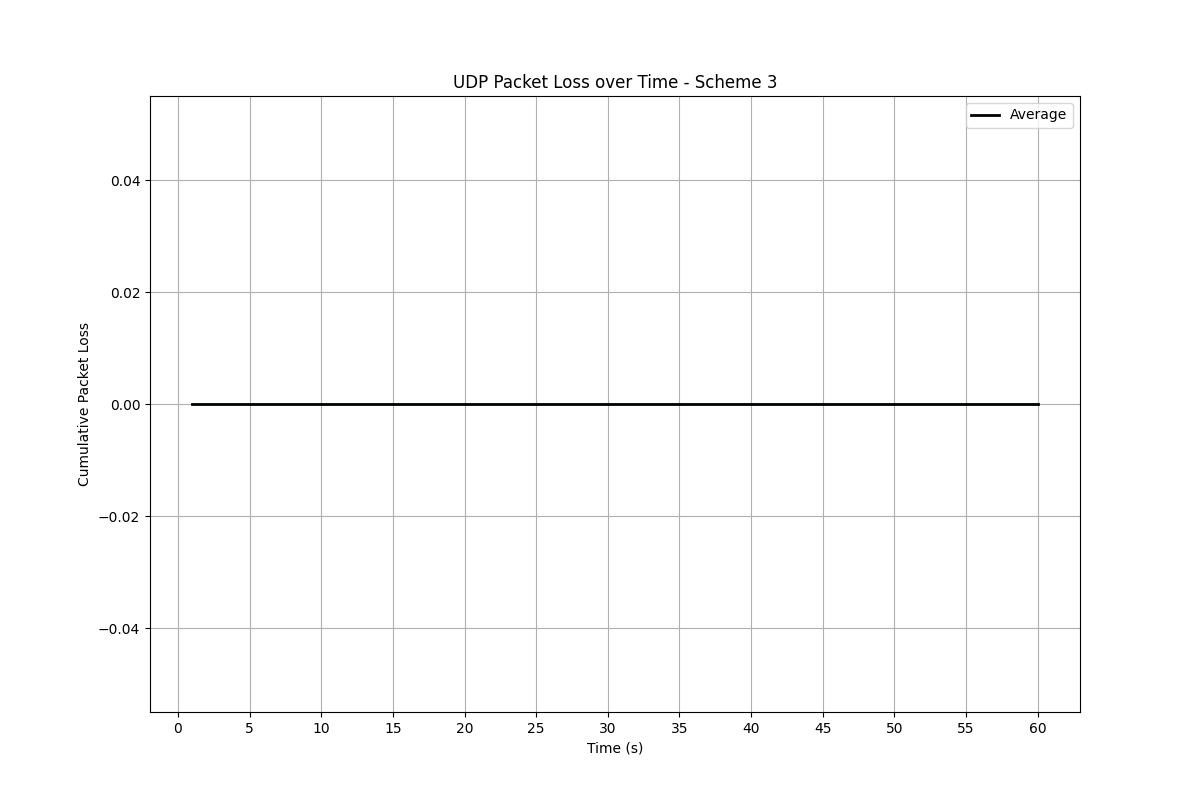 UDP Packet Loss over Time - Scheme 3
Average
Cumulative Packet Loss
0.04
0.02
0.00
−0.02
−0.04
0 5 10 15 20 25 30 35 40 45 50 55 60
Time (s)